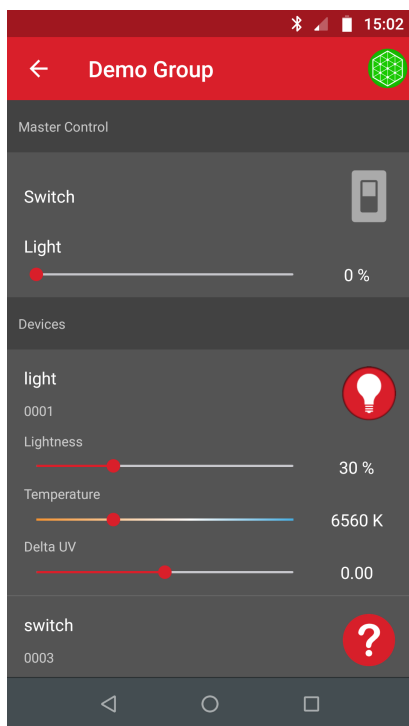 15:02
Demo Group
Master Control
Switch
Light
0 %
Devices
light
0001
Lightness
30 %
Temperature
6560 K
Delta UV
0.00
switch
?
0003